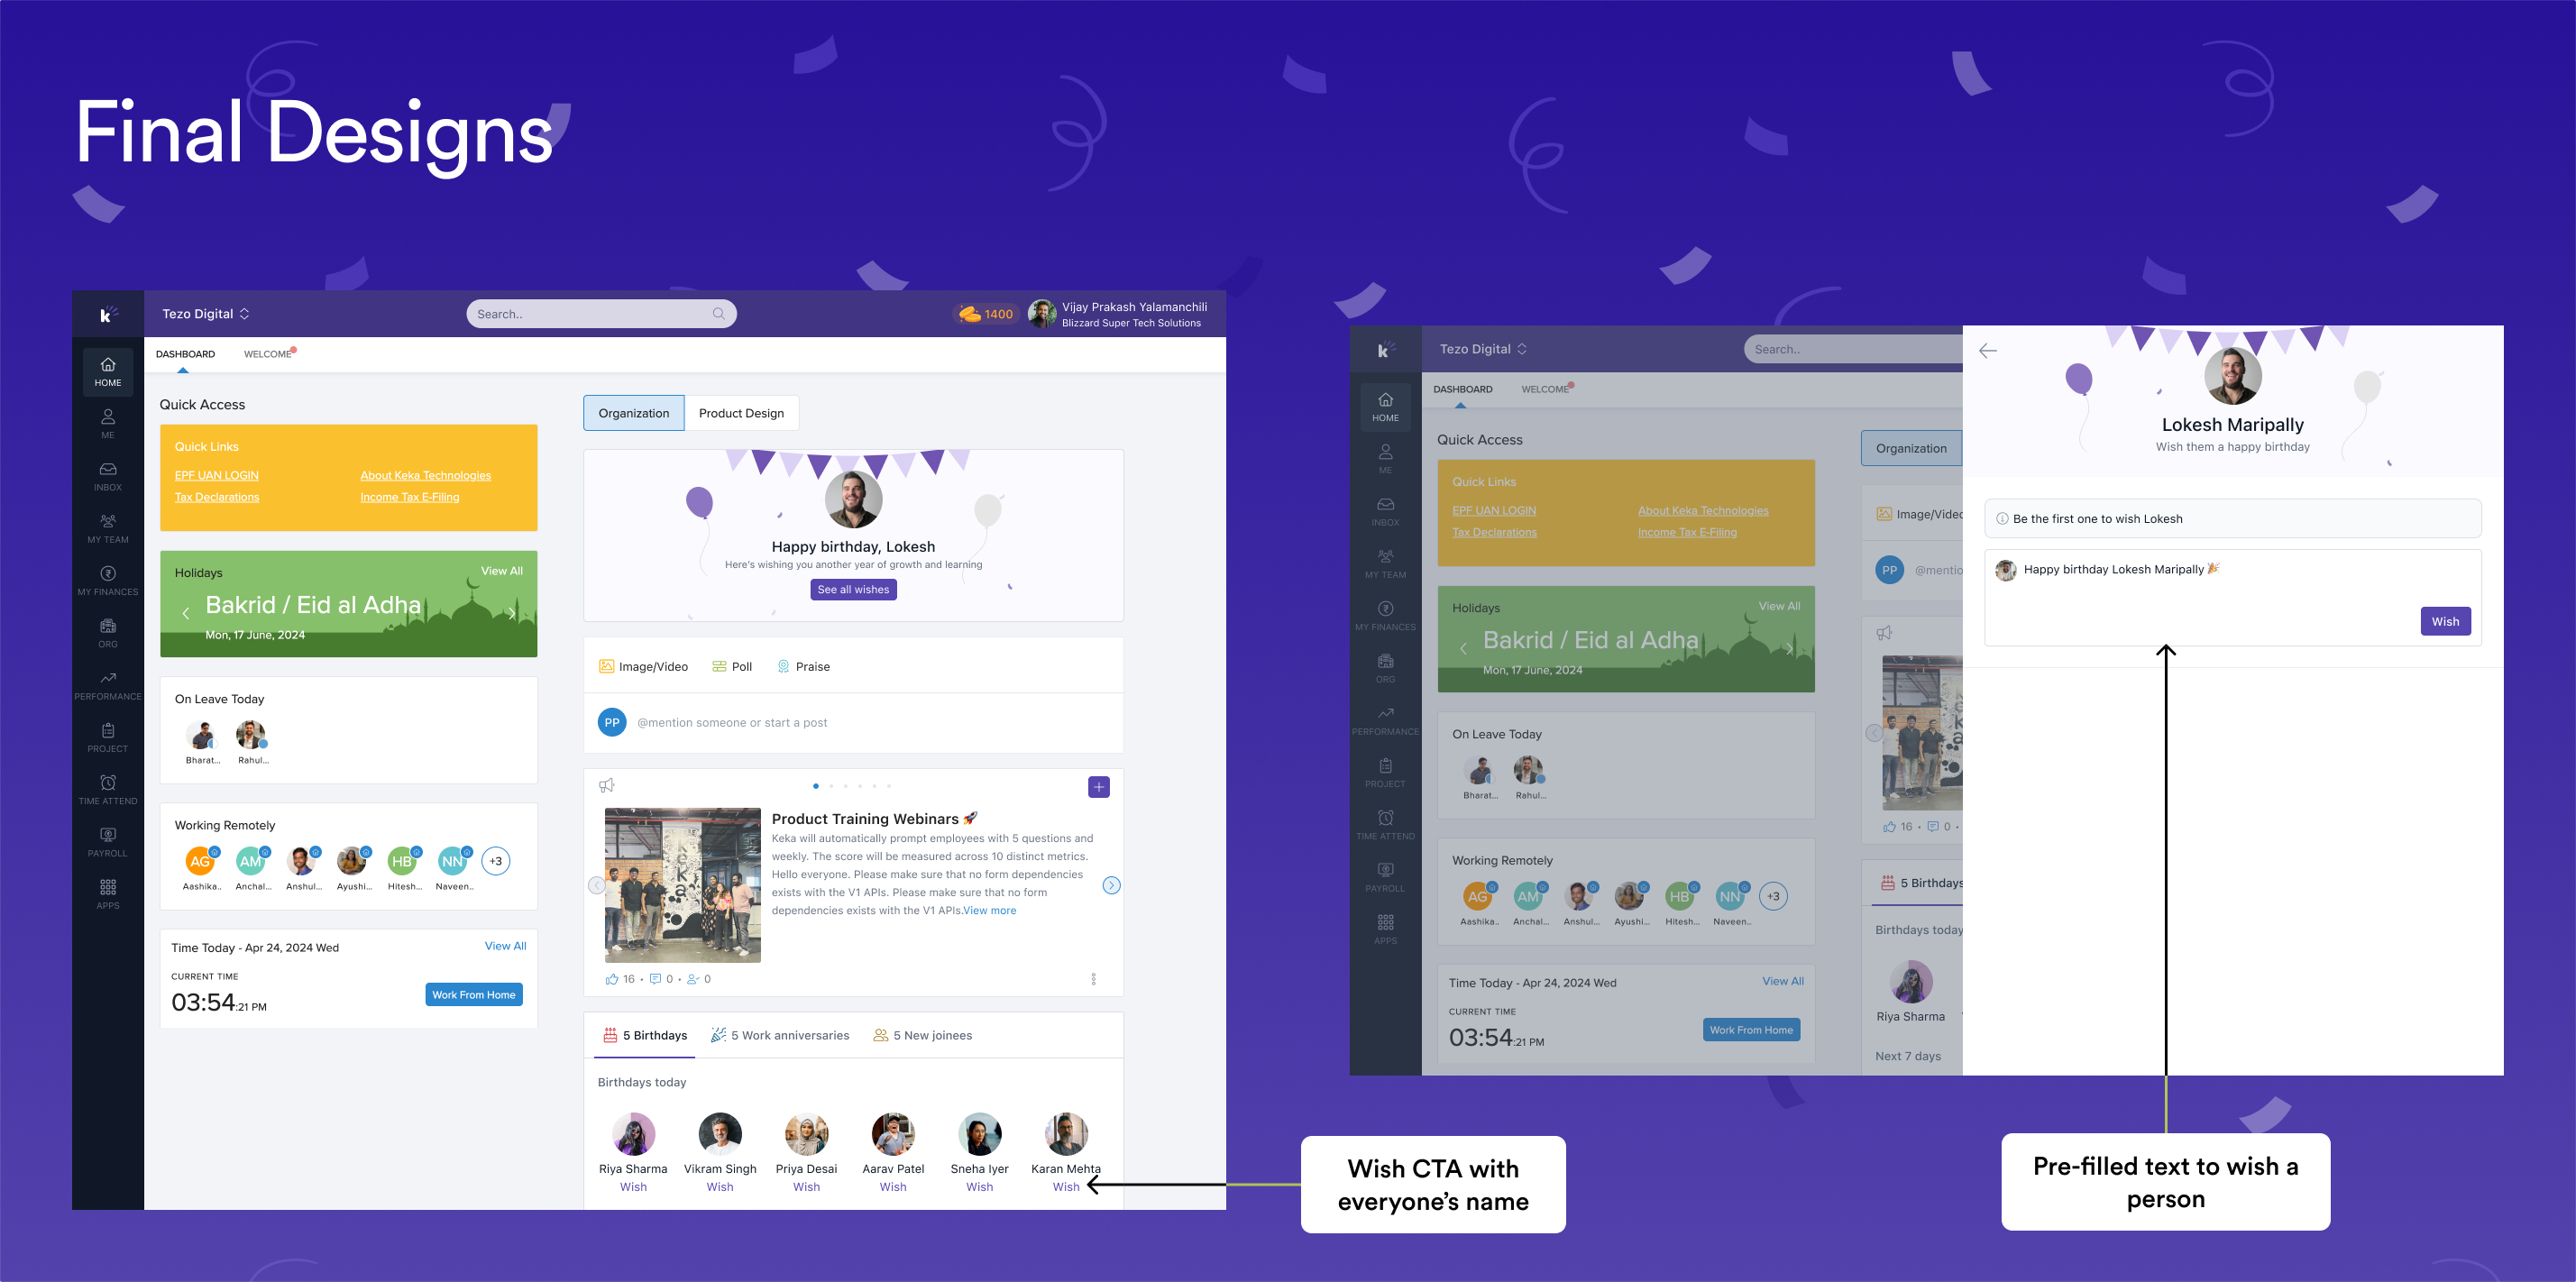 Final Designs
k
Tezo Digital
Search..
1400
Vijay Prakash Yalamanchili
Blizzard Super Tech Solutions
DASHBOARD
WELCOME
HOME
ME
INBOX
MY TEAM
MY FINANCES
ORG
PERFORMANCE
PROJECT
TIME ATTEND
PAYROLL
APPS
Quick Access
Quick Links
EPF UAN LOGIN
About Keka Technologies
Tax Declarations
Income Tax E-Filing
Holidays
View All
Bakrid / Eid al Adha
Mon, 17 June, 2024
On Leave Today
Bharat...
Rahul...
Working Remotely
AG
AM
HB
NN
+3
Aashika..
Anchal...
Anshul...
Ayushi...
Hitesh...
Naveen..
Time Today - Apr 24, 2024 Wed
View All
CURRENT TIME
03:54:21 PM
Work From Home
Organization
Product Design
Happy birthday, Lokesh
Here's wishing you another year of growth and learning
See all wishes
Image/Video
Poll
Praise
PP
@mention someone or start a post
Product Training Webinars 🚀
Keka will automatically prompt employees with 5 questions and
weekly. The score will be measured across 10 distinct metrics.
Hello everyone. Please make sure that no form dependencies
exists with the V1 APIs. Please make sure that no form
dependencies exists with the V1 APIs.View more
16 • 0 • 0
5 Birthdays
5 Work anniversaries
5 New joinees
Birthdays today
Riya Sharma
Vikram Singh
Priya Desai
Aarav Patel
Sneha Iyer
Karan Mehta
Wish
Wish
Wish
Wish
Wish
Wish
Wish CTA with
everyone's name
k
Tezo Digital
Search..
DASHBOARD
WELCOME
HOME
ME
INBOX
MY TEAM
MY FINANCES
ORG
PERFORMANCE
PROJECT
TIME ATTEND
PAYROLL
APPS
Quick Access
Quick Links
EPF UAN LOGIN
About Keka Technologies
Tax Declarations
Income Tax E-Filing
Holidays
View All
Bakrid / Eid al Adha
Mon, 17 June, 2024
On Leave Today
Bharat...
Rahul...
Working Remotely
AG
AM
HB
NN
+3
Aashika..
Anchal...
Anshul...
Ayushi...
Hitesh...
Naveen..
Time Today - Apr 24, 2024 Wed
View All
CURRENT TIME
03:54:21 PM
Work From Home
Organization
Image/Video
PP
@mentio
16 • 0 •
5 Birthdays
Birthdays today
Riya Sharma
Next 7 days
Lokesh Maripally
Wish them a happy birthday
Be the first one to wish Lokesh
Happy birthday Lokesh Maripally🎉
Wish
Pre-filled text to wish a
person